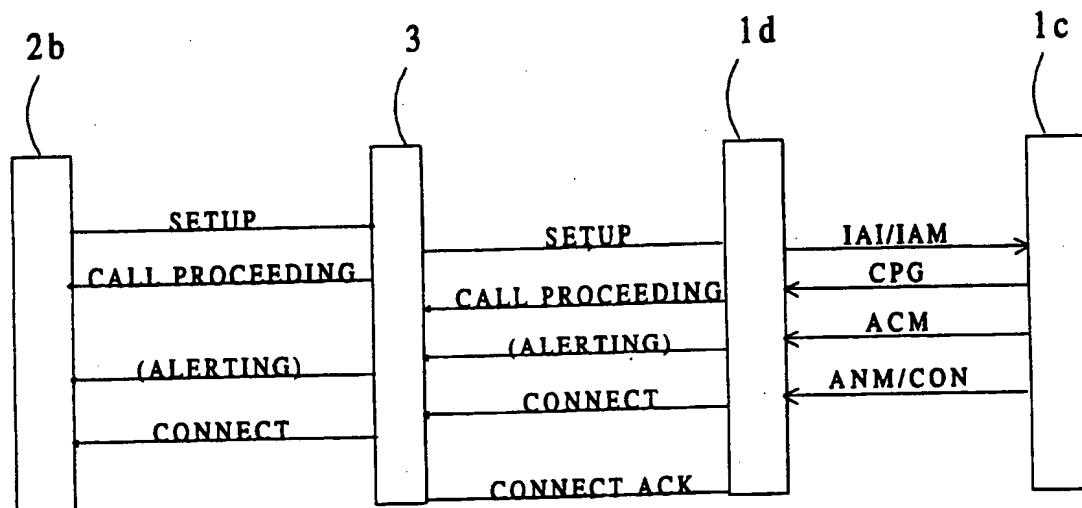 2b
3
1d
1c
SETUP
SETUP
IAI/IAM
CALL PROCEEDING
CALL PROCEEDING
CPG
(ALERTING)
(ALERTING)
ACM
CONNECT
CONNECT
ANM/CON
CONNECT ACK